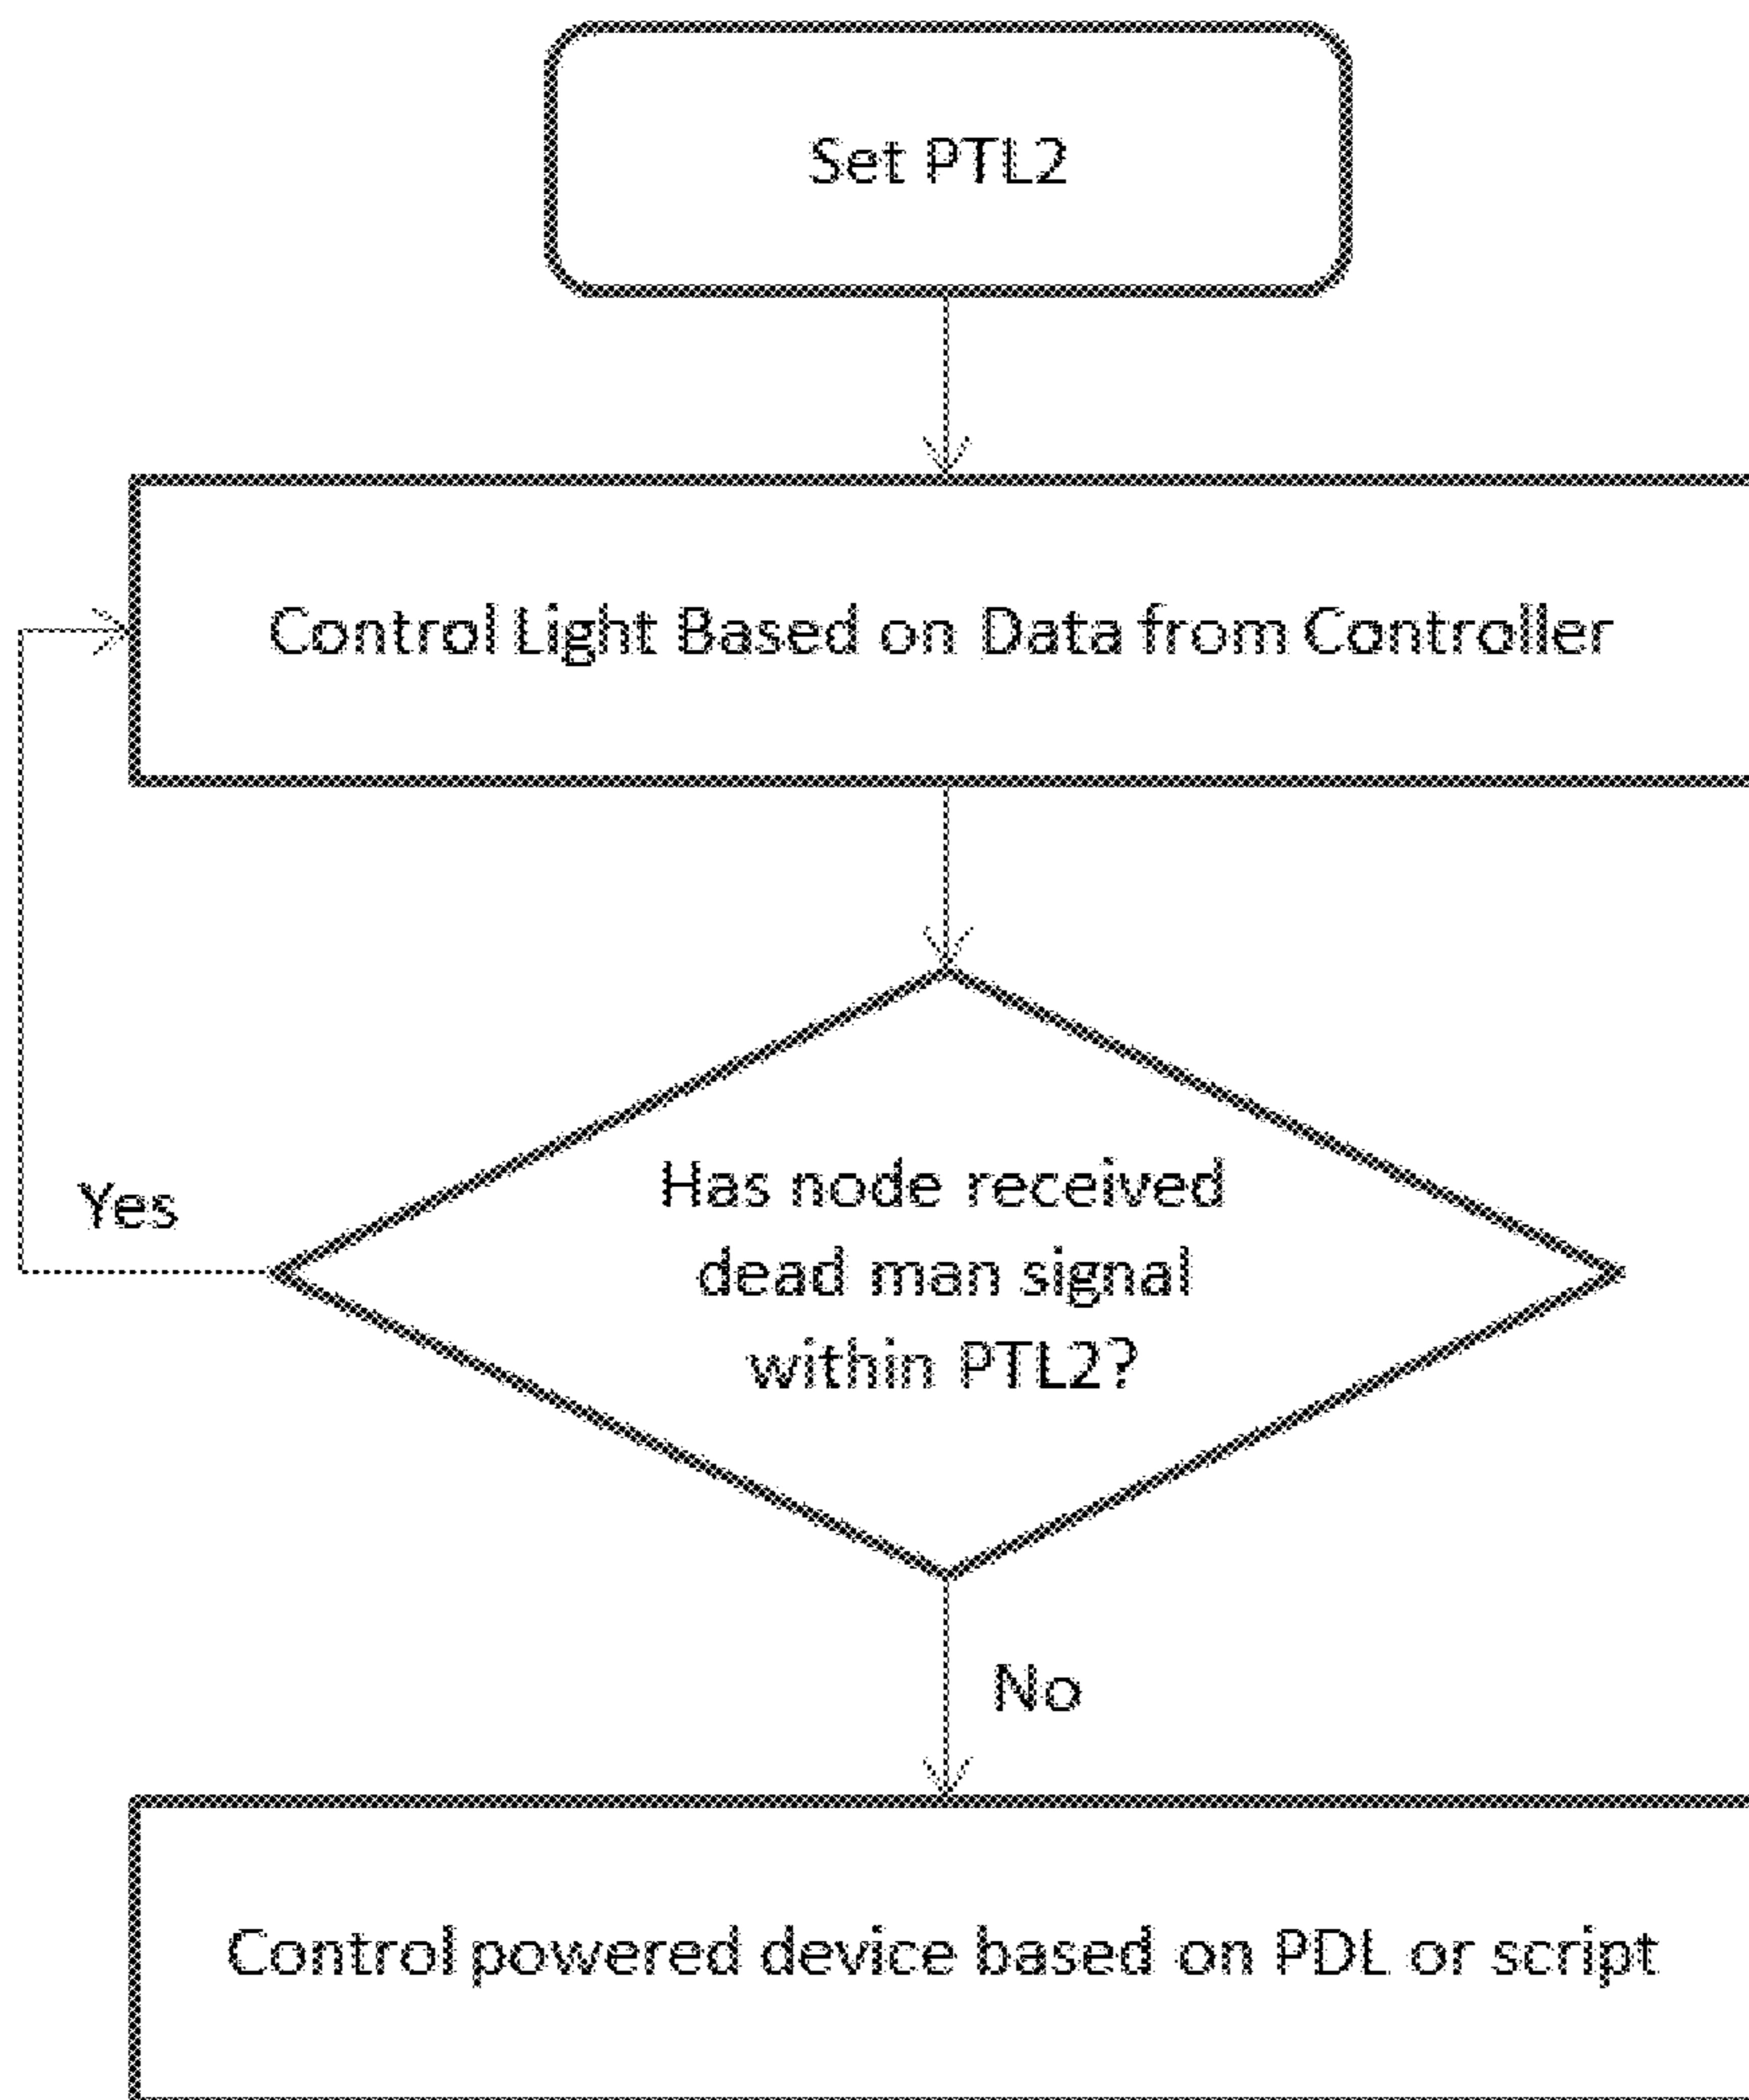 Set PTL2
Control Light Based on Data from Controller
Has node received
dead man signal
within PTL2?
Yes
No
Control powered device based on PDL or script